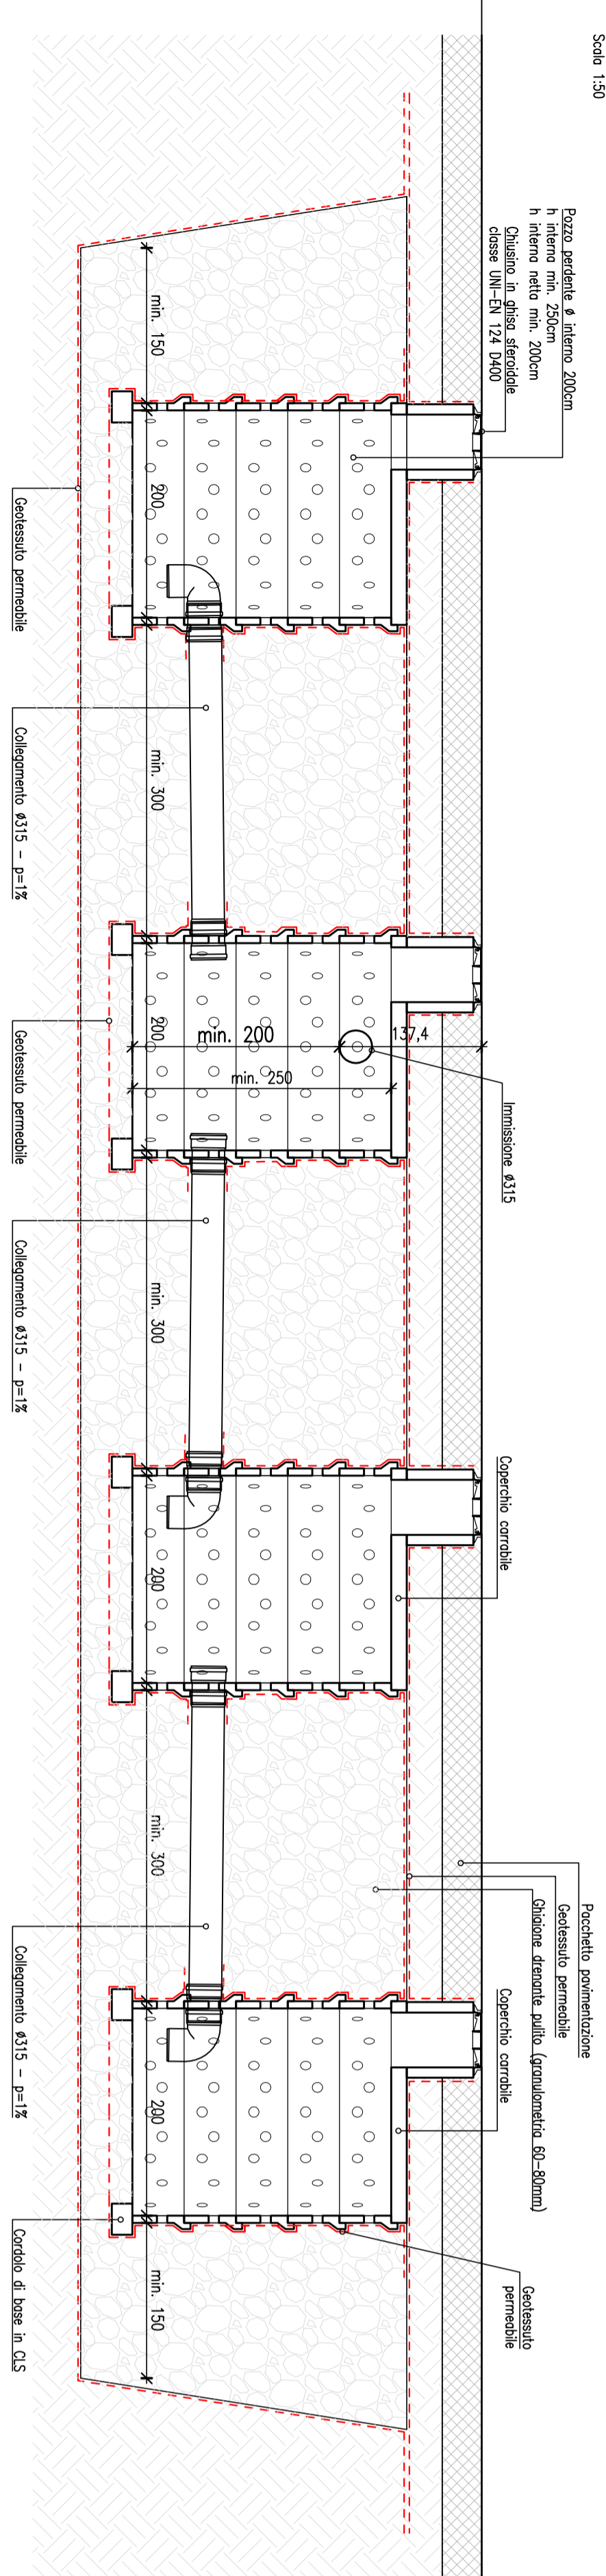 Scala 1:50
Pozzo perdente ø interno 200cm
h interna min. 250cm
h interna netta min. 200cm
Chiusino in ghisa sferoidale
classe UNI-EN 124 D400
Immissione ø315
Coperchio carrabile
Pacchetto pavimentazione
Geotessuto permeabile
Ghiaione drenante pulito (granulometria 60-80mm)
Coperchio carrabile
Geotessuto
permeabile
137,4
min. 200
min. 250
min. 150
200
min. 300
200
min. 300
200
min. 300
200
min. 150
Geotessuto permeabile
Collegamento ø315 - p=1%
Geotessuto permeabile
Collegamento ø315 - p=1%
Collegamento ø315 - p=1%
Cordolo di base in CLS